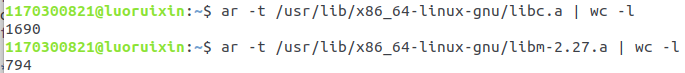 1170300821@luoruixin:~$ ar -t /usr/lib/x86_64-linux-gnu/libc.a | wc -l
1690
1170300821@luoruixin:~$ ar -t /usr/lib/x86_64-linux-gnu/libm-2.27.a | wc -l
794